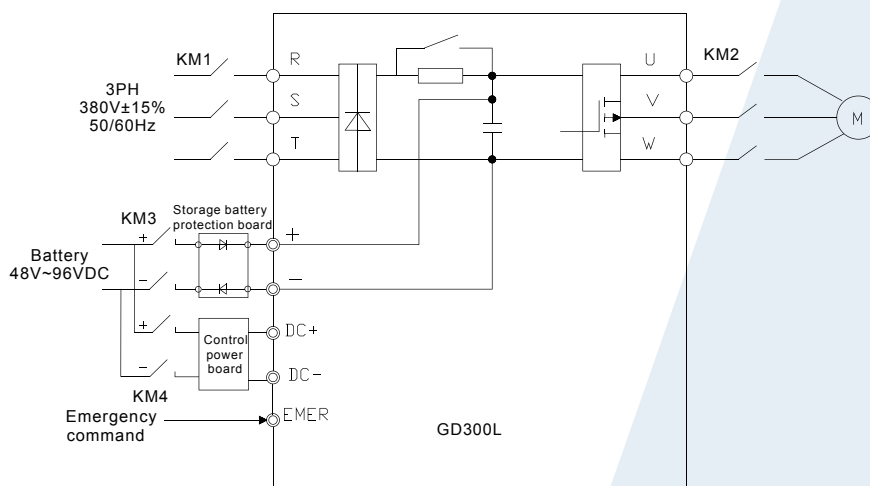 KM1
R
U
KM2
3PH
380V±15%
50/60Hz
S
V
M
T
W
Storage battery
protection board
KM3
+
+
Battery
48V~96VDC
−
−
+
Control
power
board
DC+
−
DC-
KM4
Emergency
command
EMER
GD300L